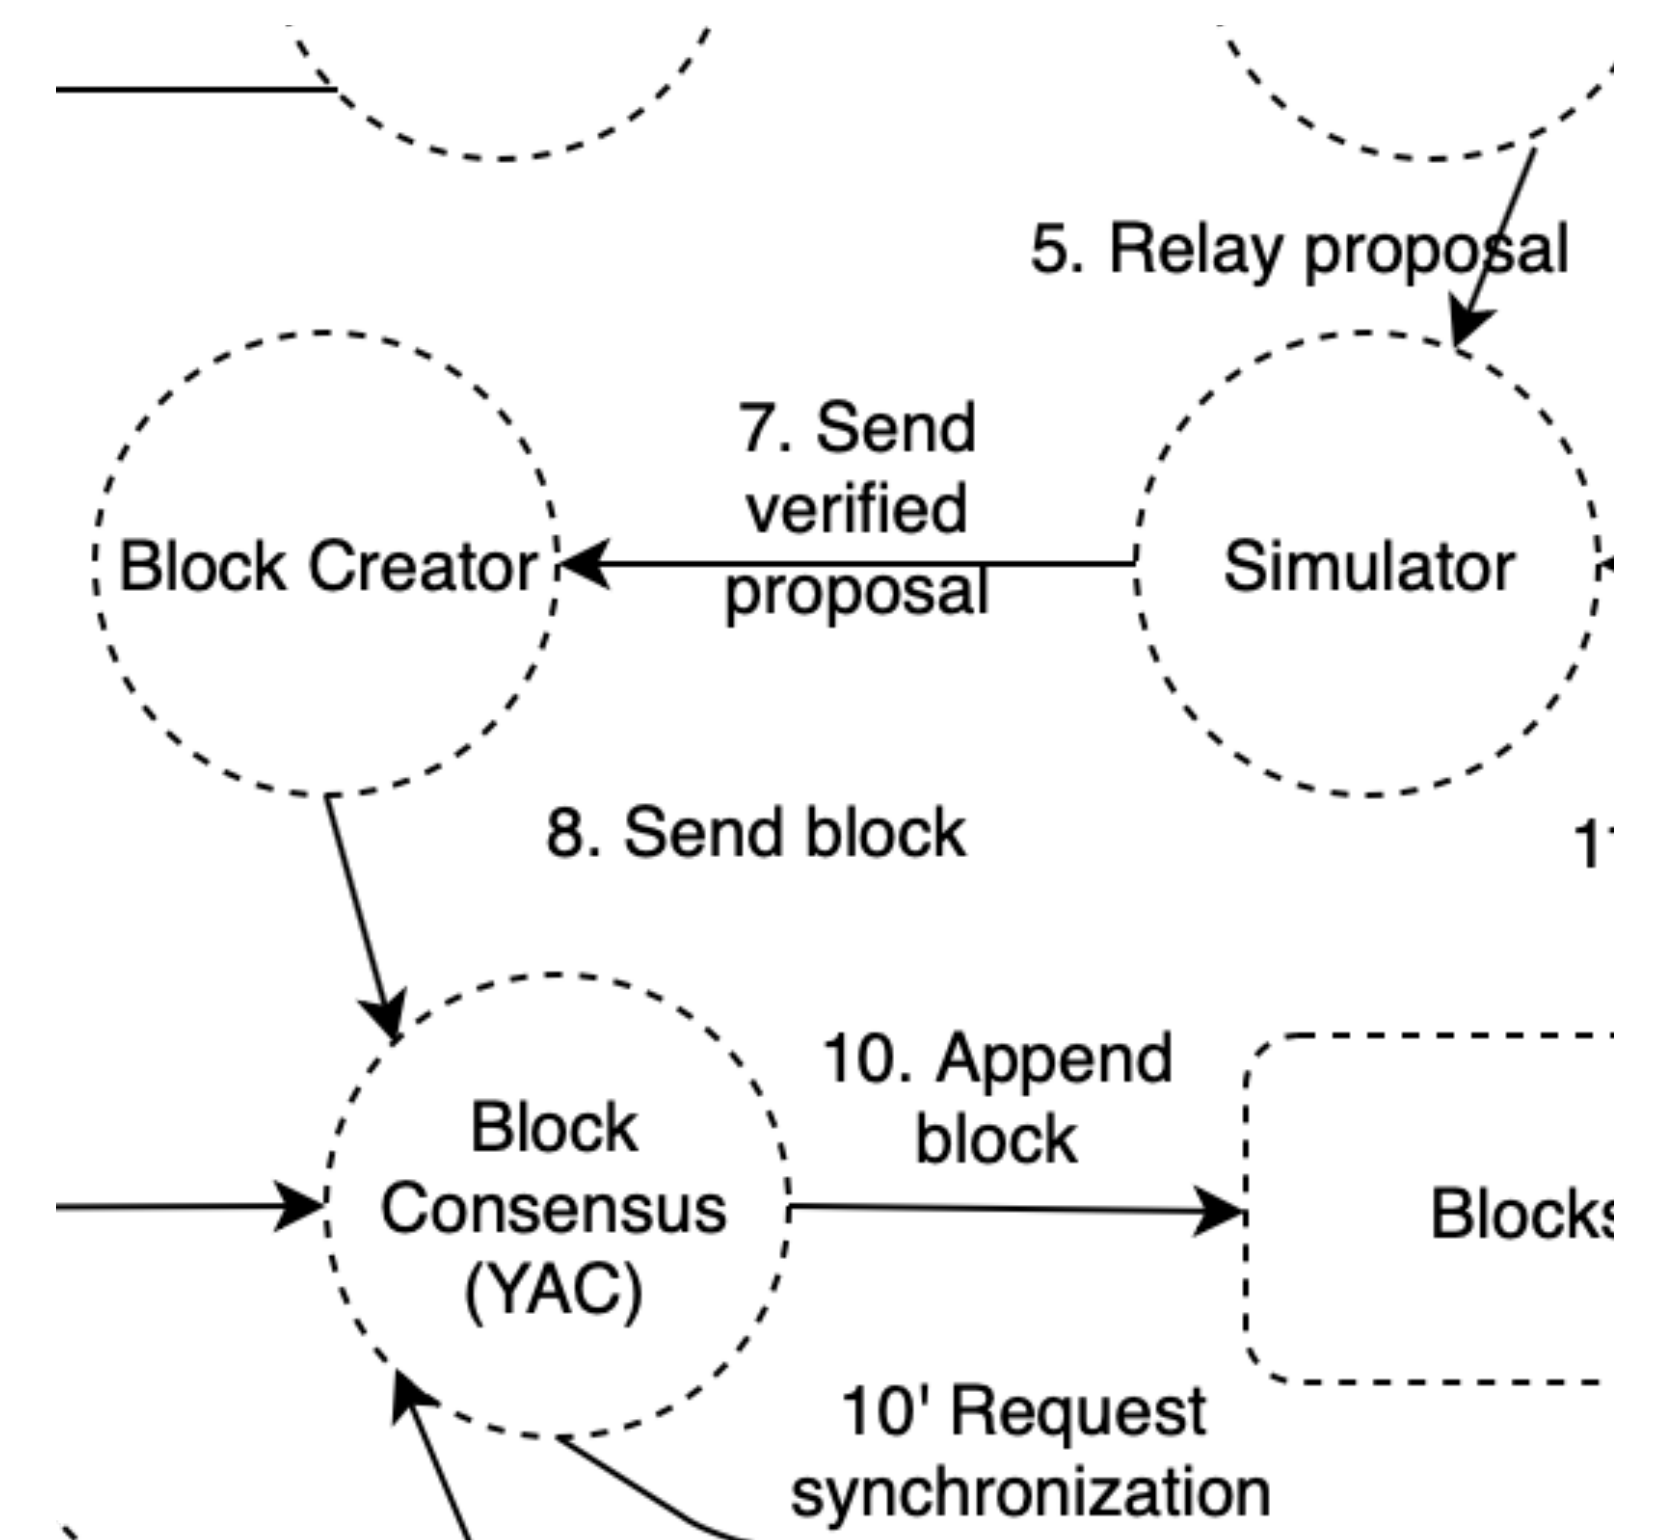 5. Relay proposal
7. Send
verified
proposal
Block Creator
Simulator
8. Send block
10. Append
block
Block
Consensus
(YAC)
Blocks
10' Request
synchronization